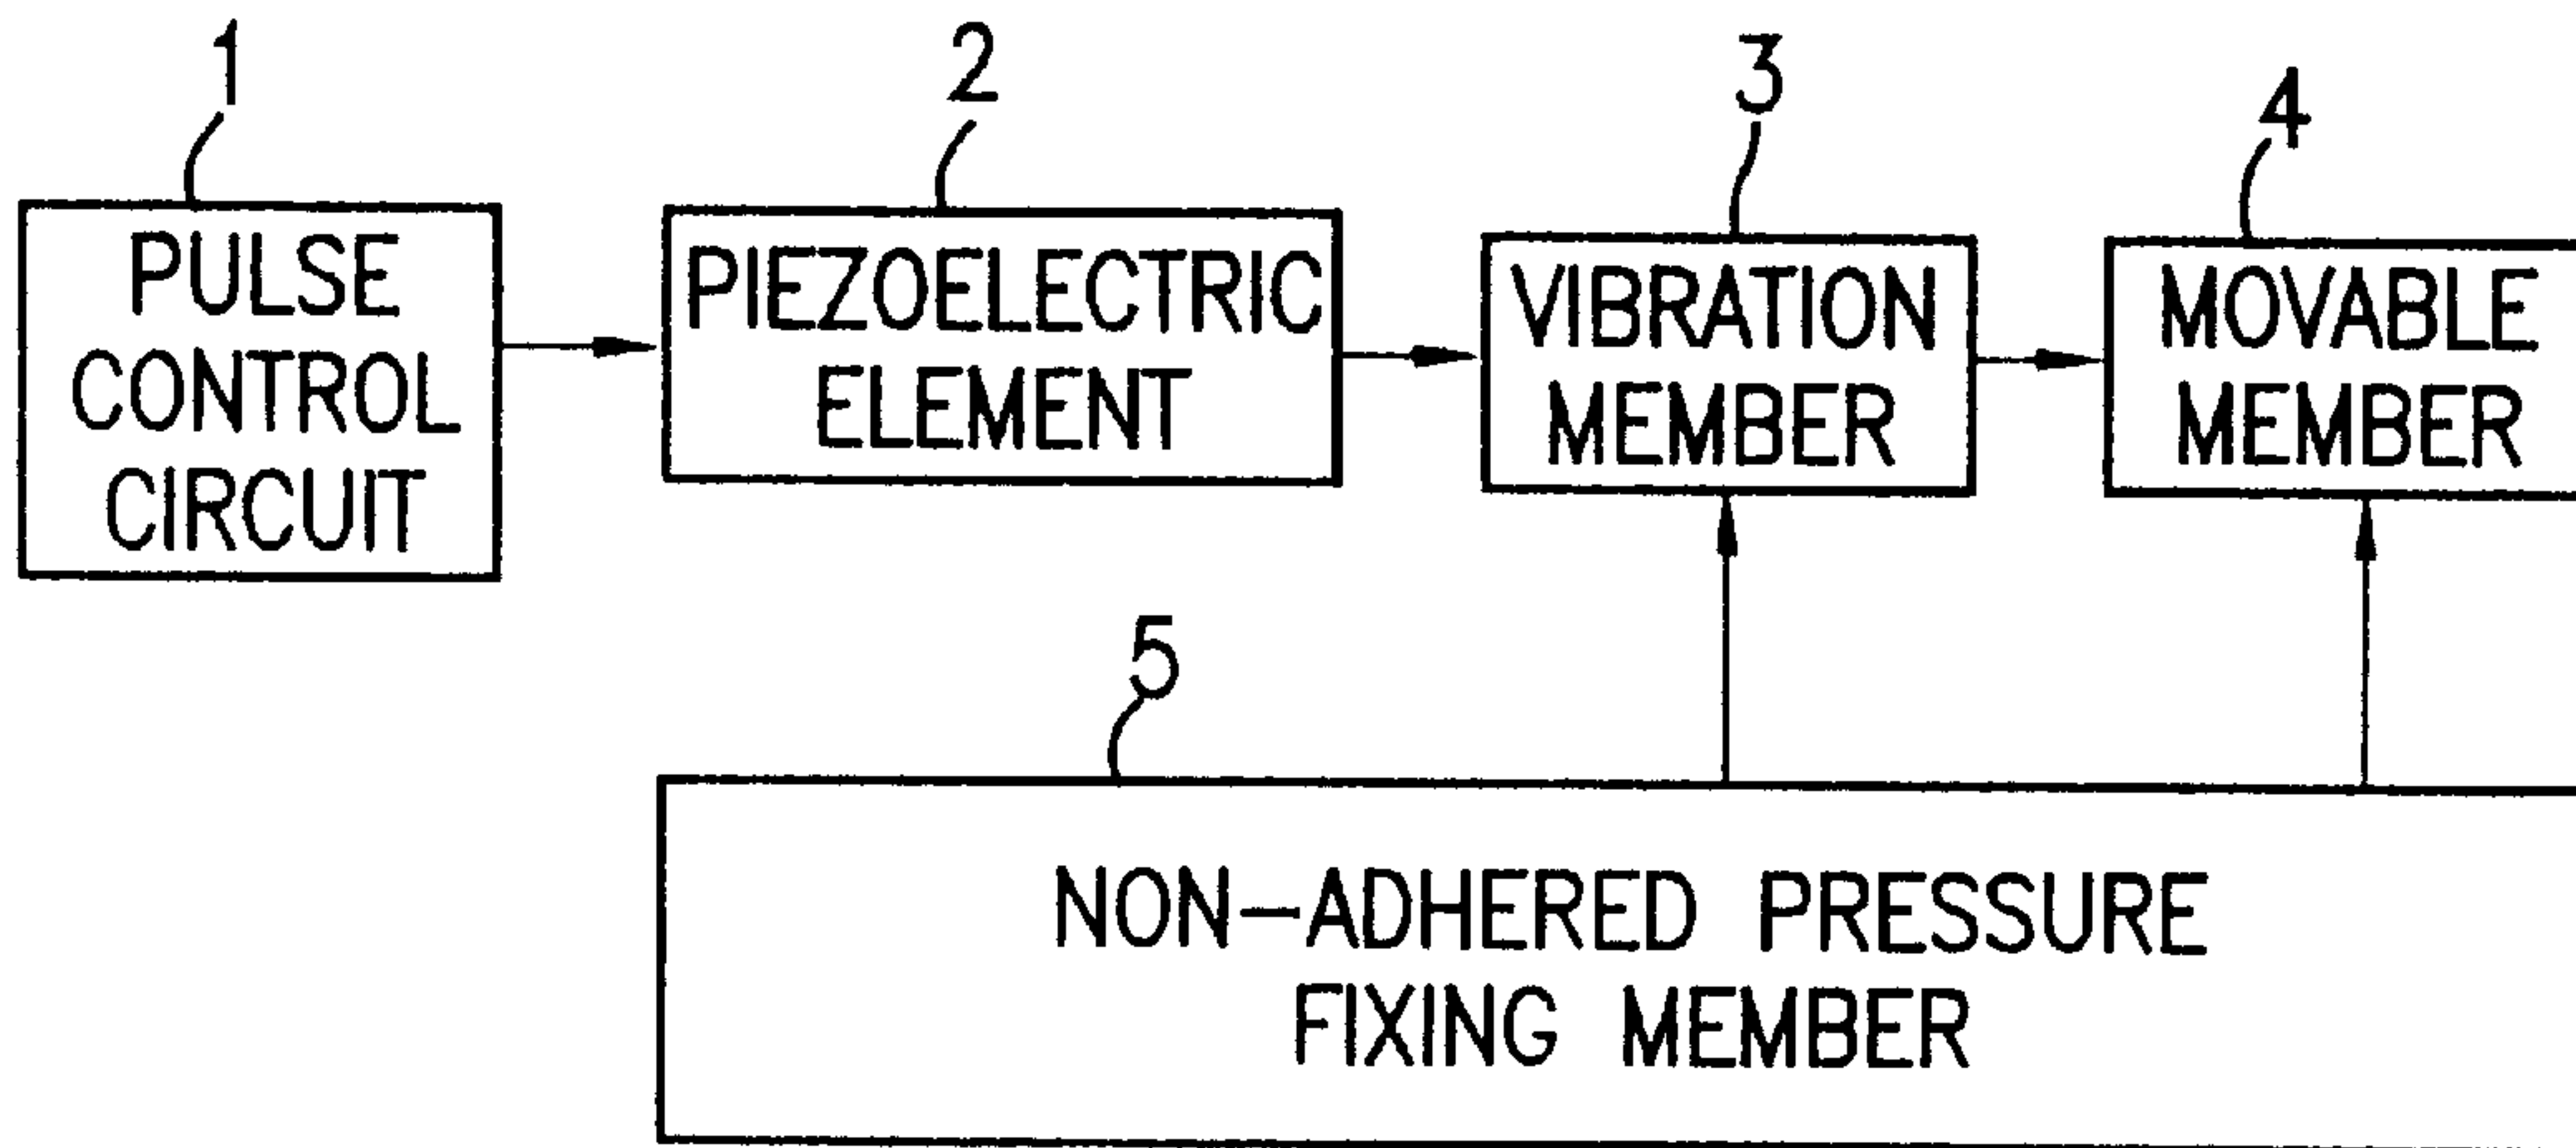 1
2
3
4
PULSE
CONTROL
CIRCUIT
PIEZOELECTRIC
ELEMENT
VIBRATION
MEMBER
MOVABLE
MEMBER
5
NON-ADHERED PRESSURE
FIXING MEMBER